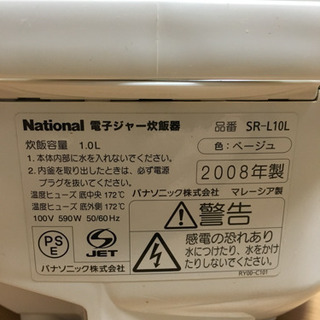 National 電子ジャー炊飯器 品番 SR-L10L
炊飯容量 1.0L
色：ベージュ
1.本体内部に水を入れないでください。
2.内釜を取り出したときは、必ず電源プラグを抜いてください。
2008年製
温度ヒューズ 底中央 172℃
温度ヒューズ 底外側 172℃
100V 590W 50/60Hz
パナソニック株式会社 マレーシア製
PS
E
JET
パナソニック株式会社
警告
感電の恐れあり
水につけたり、水をかけ
たりしないでください。
RY00-C101